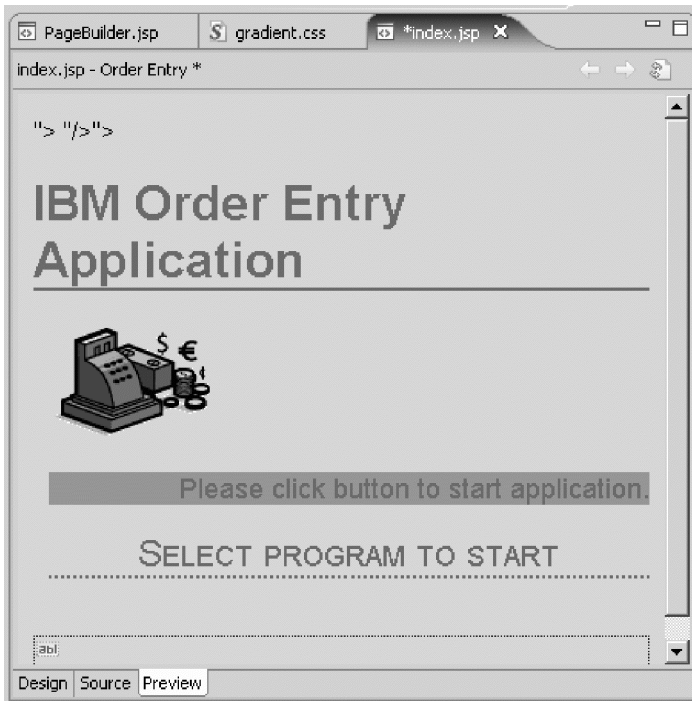 PageBuilder.jsp
gradient.css
*index.jsp
index.jsp - Order Entry *
"> "/>">
IBM Order Entry
Application
$ €
¢
Please click button to start application.
SELECT PROGRAM TO START
abl
Design Source Preview